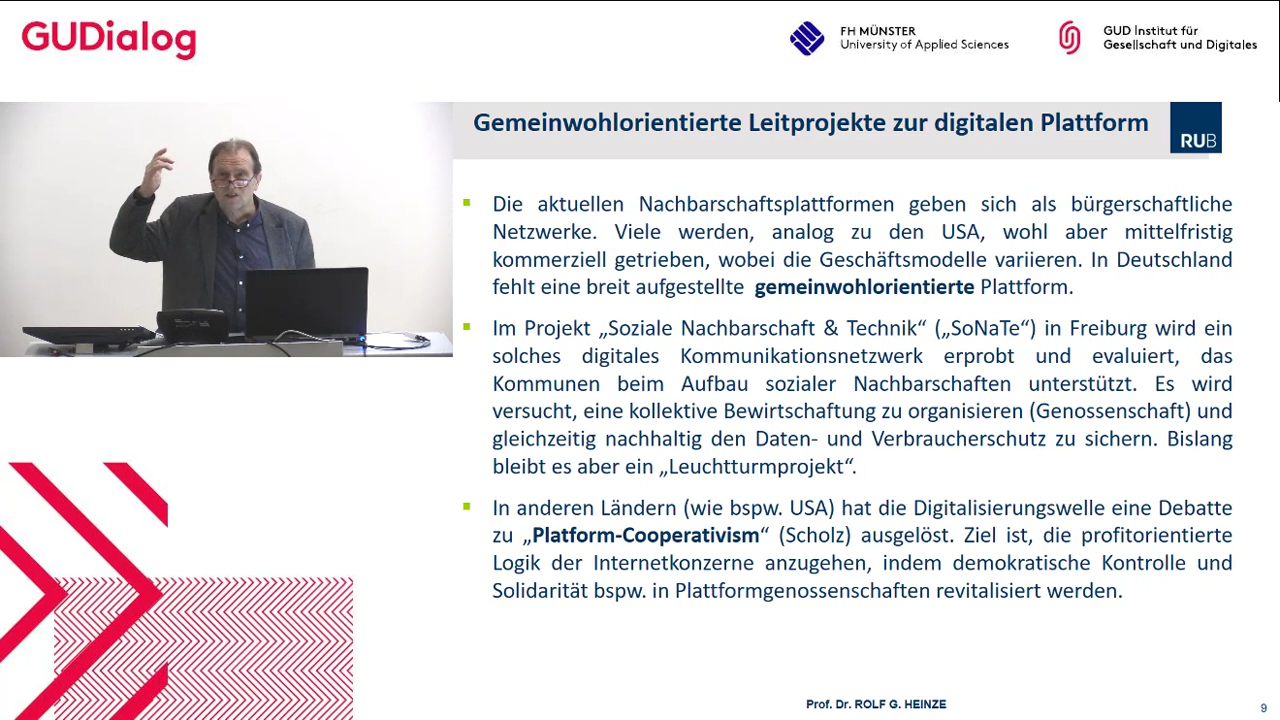 GUDialog
FH MÜNSTER
University of Applied Sciences
GUD Institut für
Gesellschaft und Digitales
Gemeinwohlorientierte Leitprojekte zur digitalen Plattform
RUB
Die aktuellen Nachbarschaftsplattformen geben sich als bürgerschaftliche
Netzwerke. Viele werden, analog zu den USA, wohl aber mittelfristig
kommerziell getrieben, wobei die Geschäftsmodelle variieren. In Deutschland
fehlt eine breit aufgestellte gemeinwohlorientierte Plattform.
Im Projekt „Soziale Nachbarschaft & Technik“ („SoNaTe“) in Freiburg wird ein
solches digitales Kommunikationsnetzwerk erprobt und evaluiert, das
Kommunen beim Aufbau sozialer Nachbarschaften unterstützt. Es wird
versucht, eine kollektive Bewirtschaftung zu organisieren (Genossenschaft) und
gleichzeitig nachhaltig den Daten- und Verbraucherschutz zu sichern. Bislang
bleibt es aber ein „Leuchtturmprojekt“.
In anderen Ländern (wie bspw. USA) hat die Digitalisierungswelle eine Debatte
zu „Platform-Cooperativism“ (Scholz) ausgelöst. Ziel ist, die profitorientierte
Logik der Internetkonzerne anzugehen, indem demokratische Kontrolle und
Solidarität bspw. in Plattformgenossenschaften revitalisiert werden.
Prof. Dr. ROLF G. HEINZE
9